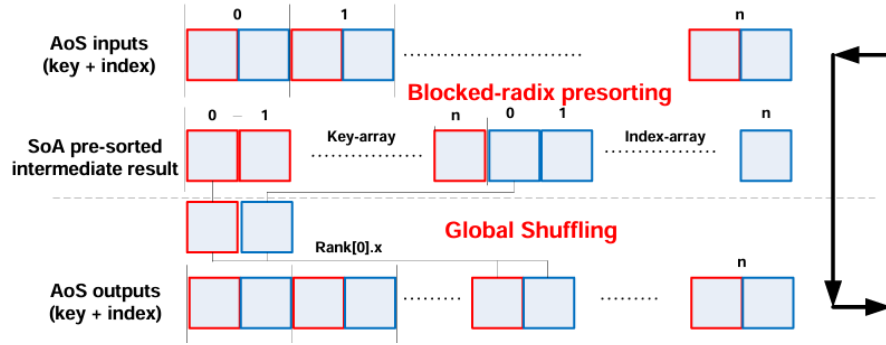 0 1 n
AoS inputs
(key + index)
Blocked-radix presorting
0 – 1 Key-array n 0 1 Index-array n
SoA pre-sorted
intermediate result
Global Shuffling
Rank[0].x
n
AoS outputs
(key + index)